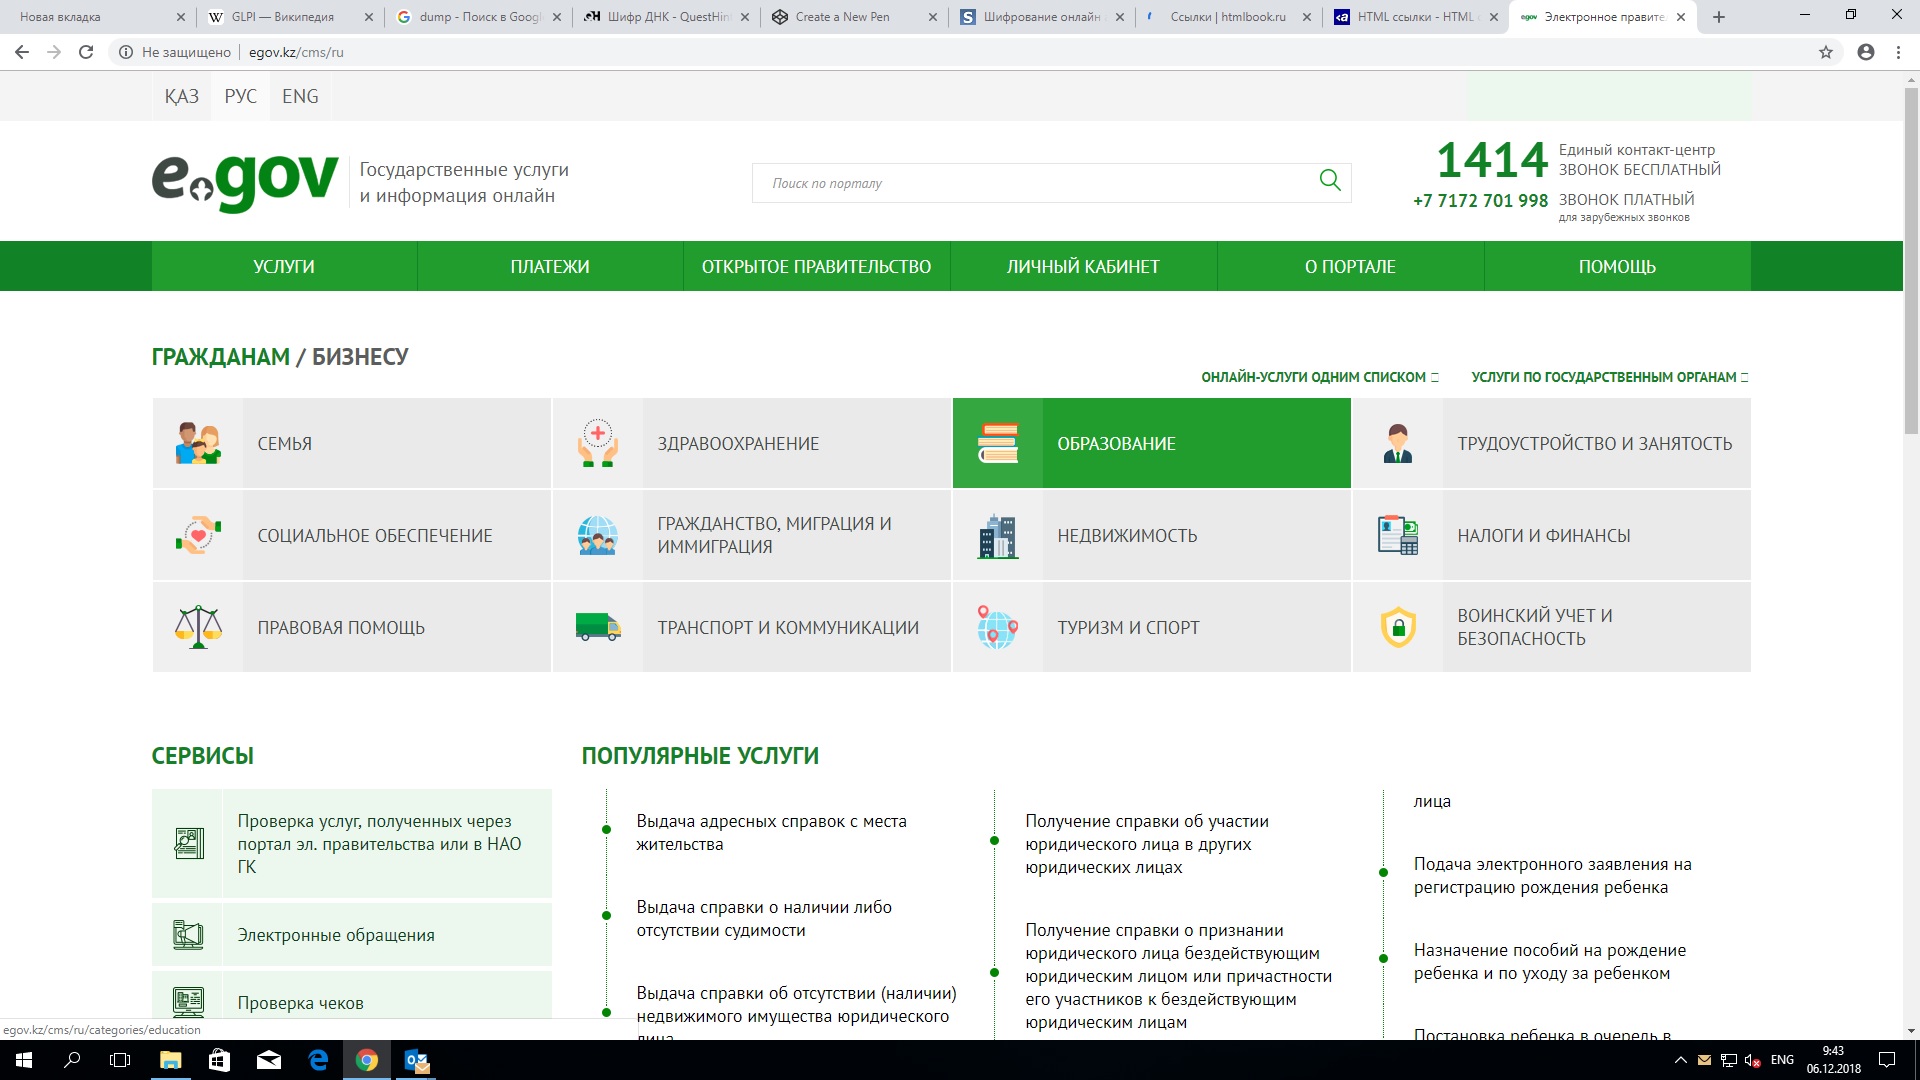 Новая вкладка
GLPI — Википедия
dump - Поиск в Googl
Шифр ДНК - QuestHin
Create a New Pen
Шифрование онлайн
Ссылки | htmlbook.ru
HTML ссылки - HTML
Электронное правите
Не защищено
egov.kz/cms/ru
ҚАЗ РУС ENG
e.gov
Государственные услуги
и информация онлайн
Поиск по порталу
1414
Единый контакт-центр
ЗВОНОК БЕСПЛАТНЫЙ
+7 7172 701 998
ЗВОНОК ПЛАТНЫЙ
для зарубежных звонков
УСЛУГИ
ПЛАТЕЖИ
ОТКРЫТОЕ ПРАВИТЕЛЬСТВО
ЛИЧНЫЙ КАБИНЕТ
О ПОРТАЛЕ
ПОМОЩЬ
ГРАЖДАНАМ / БИЗНЕСУ
ОНЛАЙН-УСЛУГИ ОДНИМ СПИСКОМ
УСЛУГИ ПО ГОСУДАРСТВЕННЫМ ОРГАНАМ
СЕМЬЯ
ЗДРАВООХРАНЕНИЕ
ОБРАЗОВАНИЕ
ТРУДОУСТРОЙСТВО И ЗАНЯТОСТЬ
СОЦИАЛЬНОЕ ОБЕСПЕЧЕНИЕ
ГРАЖДАНСТВО, МИГРАЦИЯ И
ИММИГРАЦИЯ
НЕДВИЖИМОСТЬ
НАЛОГИ И ФИНАНСЫ
ПРАВОВАЯ ПОМОЩЬ
ТРАНСПОРТ И КОММУНИКАЦИИ
ТУРИЗМ И СПОРТ
ВОИНСКИЙ УЧЕТ И
БЕЗОПАСНОСТЬ
СЕРВИСЫ
Проверка услуг, полученных через
портал эл. правительства или в НАО
ГК
Электронные обращения
Проверка чеков
ПОПУЛЯРНЫЕ УСЛУГИ
Выдача адресных справок с места
жительства
Выдача справки о наличии либо
отсутствии судимости
Выдача справки об отсутствии (наличии)
недвижимого имущества юридического
лица
Получение справки об участии
юридического лица в других
юридических лицах
Получение справки о признании
юридического лица бездействующим
юридическим лицом или причастности
его участников к бездействующим
юридическим лицам
лица
Подача электронного заявления на
регистрацию рождения ребенка
Назначение пособий на рождение
ребенка и по уходу за ребенком
Постановка ребенка в очередь в
egov.kz/cms/ru/categories/education
ENG
9:43
06.12.2018